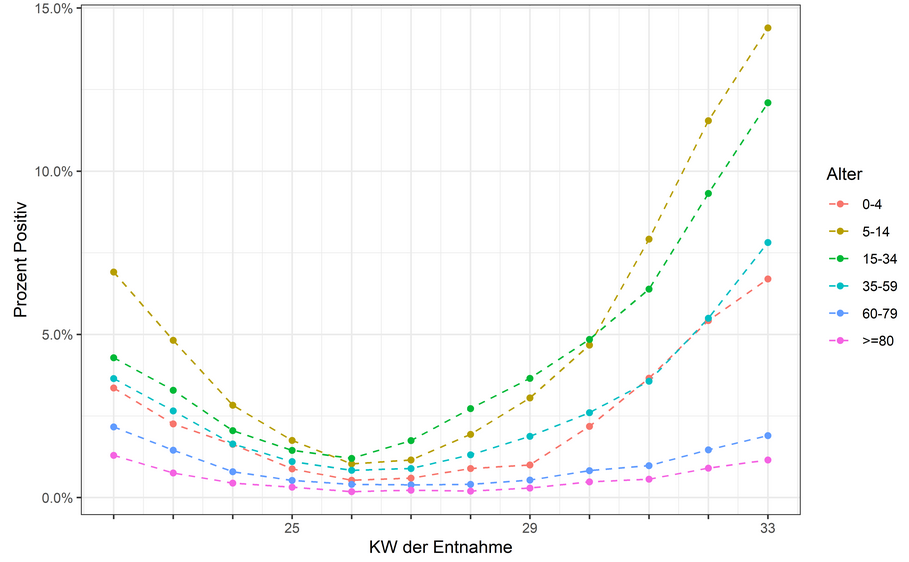 15.0%
10.0%
5.0%
0.0%
Prozent Positiv
25 29 33
KW der Entnahme
Alter
0-4
5-14
15-34
35-59
60-79
>=80